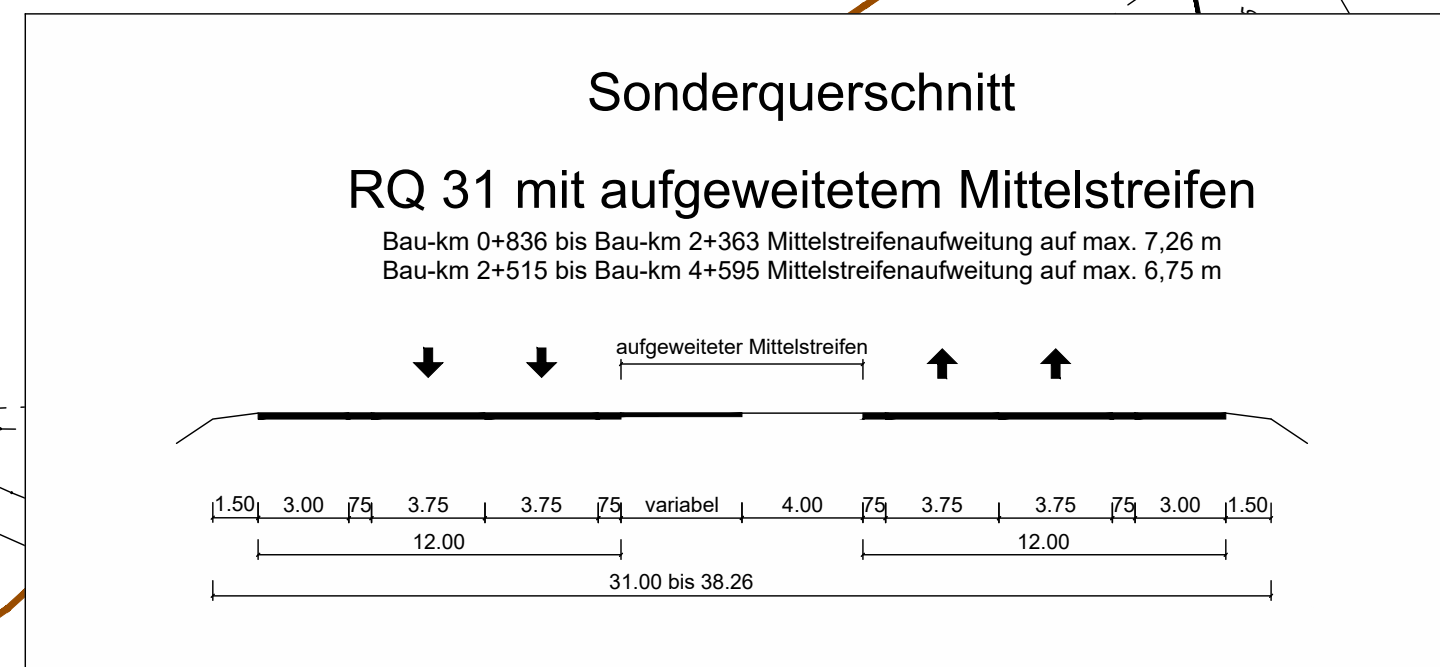 Sonderquerschnitt
RQ 31 mit aufgeweitetem Mittelstreifen
Bau-km 0+836 bis Bau-km 2+363 Mittelstreifenaufweitung auf max. 7,26 m
Bau-km 2+515 bis Bau-km 4+595 Mittelstreifenaufweitung auf max. 6,75 m
aufgeweiteter Mittelstreifen
1.50 3.00 75 3.75 3.75 75 variabel 4.00 75 3.75 3.75 75 3.00 1.50
12.00 12.00
31.00 bis 38.26